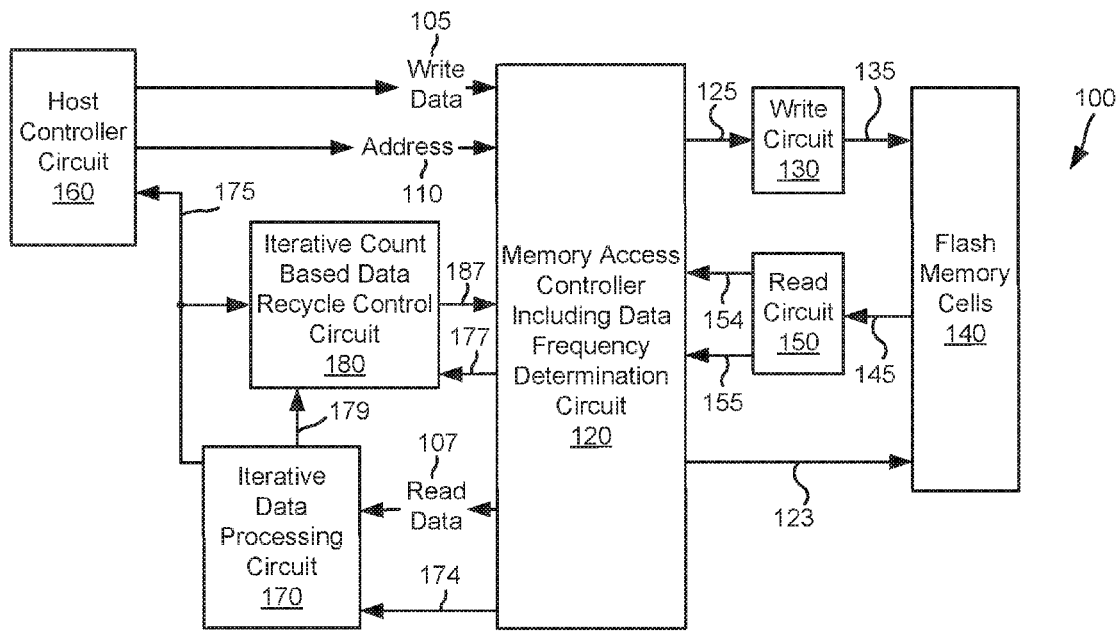 105
Write
Data
Address
110
Host
Controller
Circuit
160
175
Iterative Count
Based Data
Recycle Control
Circuit
180
187
177
179
107
Read
Data
Iterative
Data
Processing
Circuit
170
174
Memory Access
Controller
Including Data
Frequency
Determination
Circuit
120
125
Write
Circuit
130
135
154
155
Read
Circuit
150
145
123
Flash
Memory
Cells
140
100